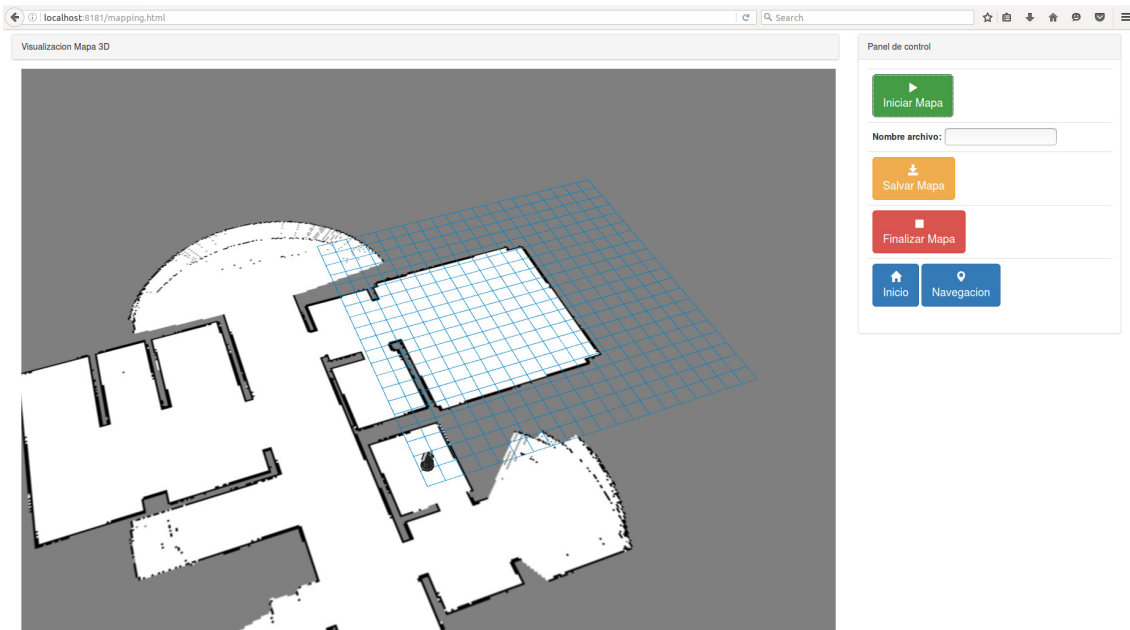 localhost:8181/mapping.html
Search
Visualizacion Mapa 3D
Panel de control
Iniciar Mapa
Nombre archivo:
Salvar Mapa
Finalizar Mapa
Inicio
Navegacion